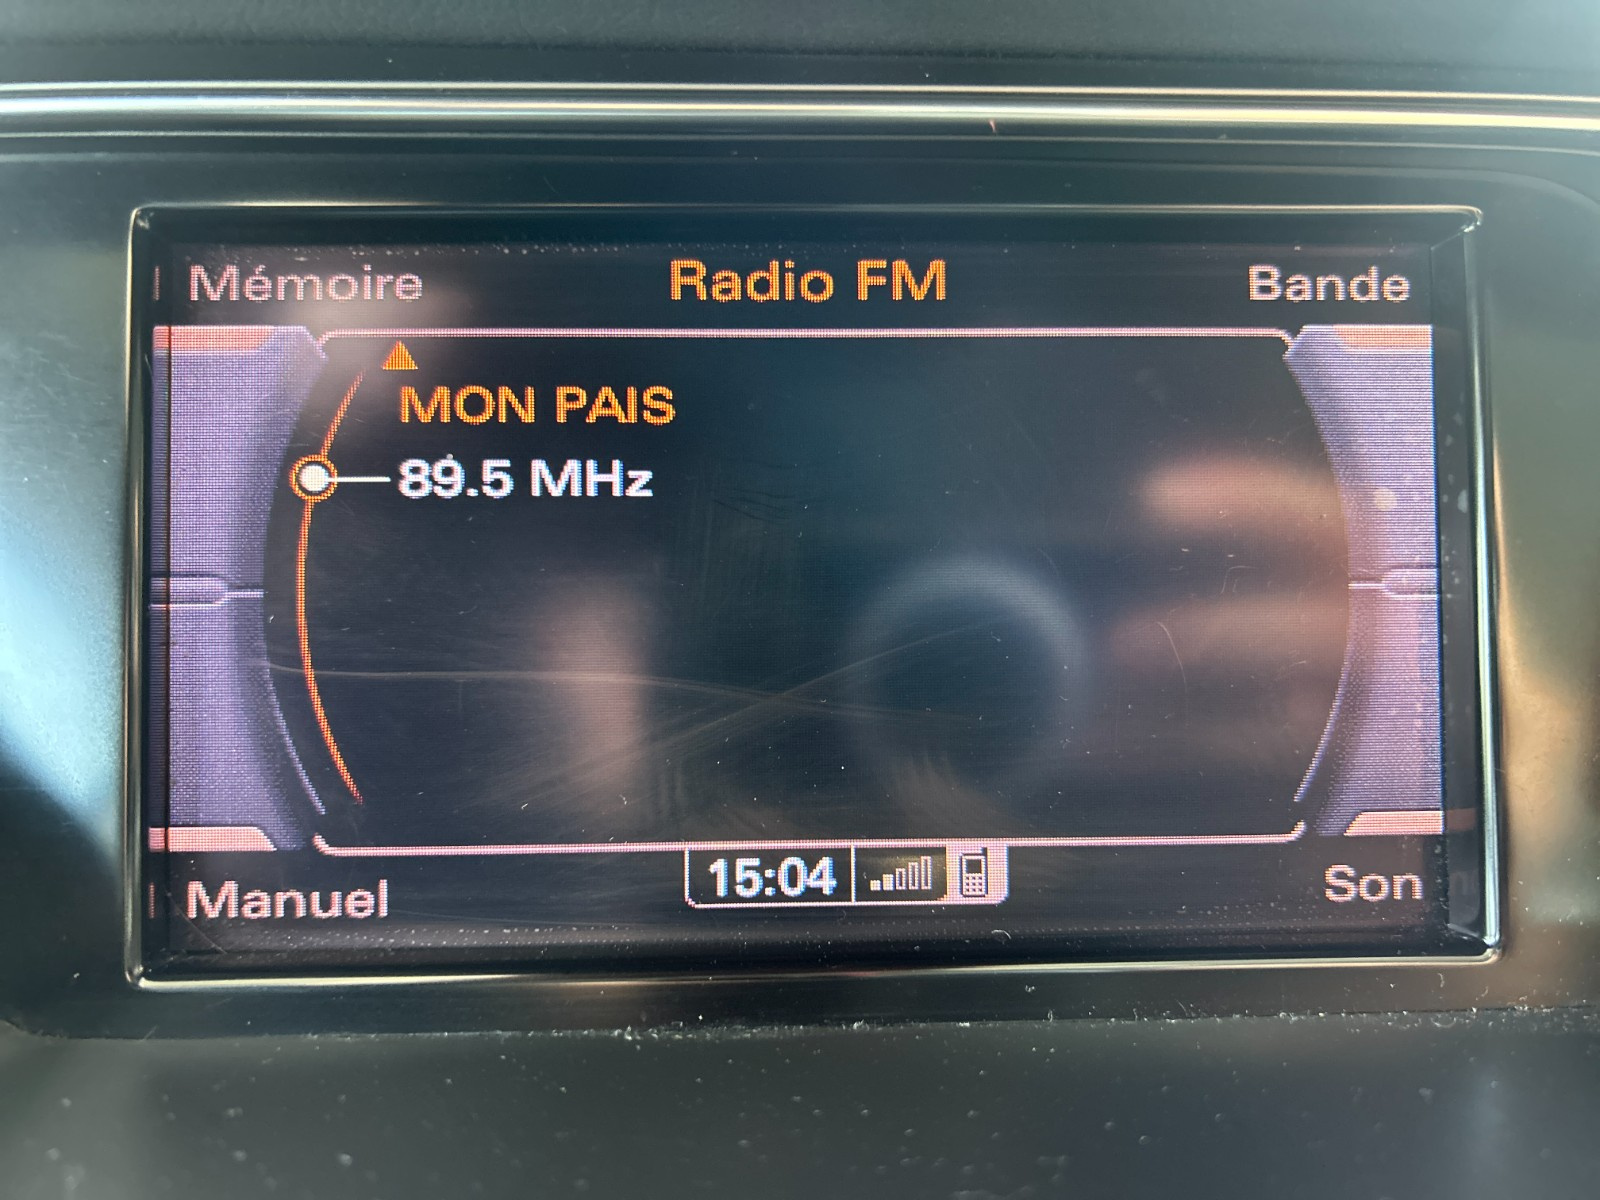 Mémoire
Radio FM
Bande
MON PAIS
89.5 MHz
15:04
Manuel
Son